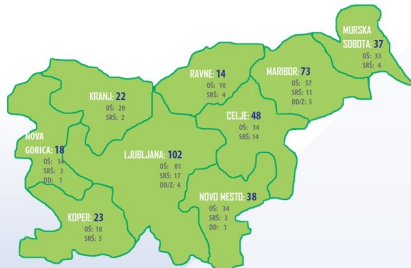 MURSKA
SOBOTA: 37
OŠ: 33
SRŠ: 4
RAVNE: 14
OŠ: 10
SRŠ: 4
MARIBOR: 73
OŠ: 57
SRŠ: 11
DD/Z: 5
KRANJ: 22
OŠ: 20
SRŠ: 2
CELJE: 48
OŠ: 34
SRŠ: 14
NOVA
GORICA: 18
OŠ: 14
SRŠ: 3
DD: 1
LJUBLJANA: 102
OŠ: 81
SRŠ: 17
DD/Z: 4
NOVO MESTO: 38
OŠ: 34
SRŠ: 3
DD: 1
KOPER: 23
OŠ: 18
SRŠ: 5